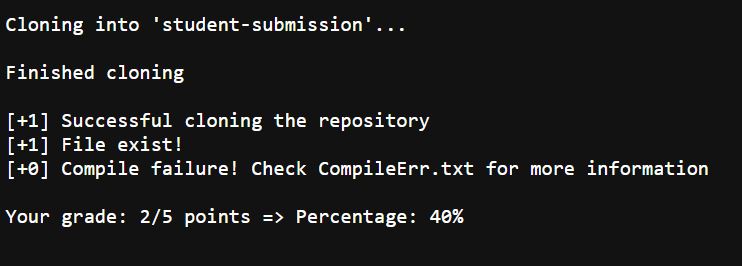 Cloning into 'student-submission'...
Finished cloning
[+1] Successful cloning the repository
[+1] File exist!
[+0] Compile failure! Check CompileErr.txt for more information
Your grade: 2/5 points => Percentage: 40%